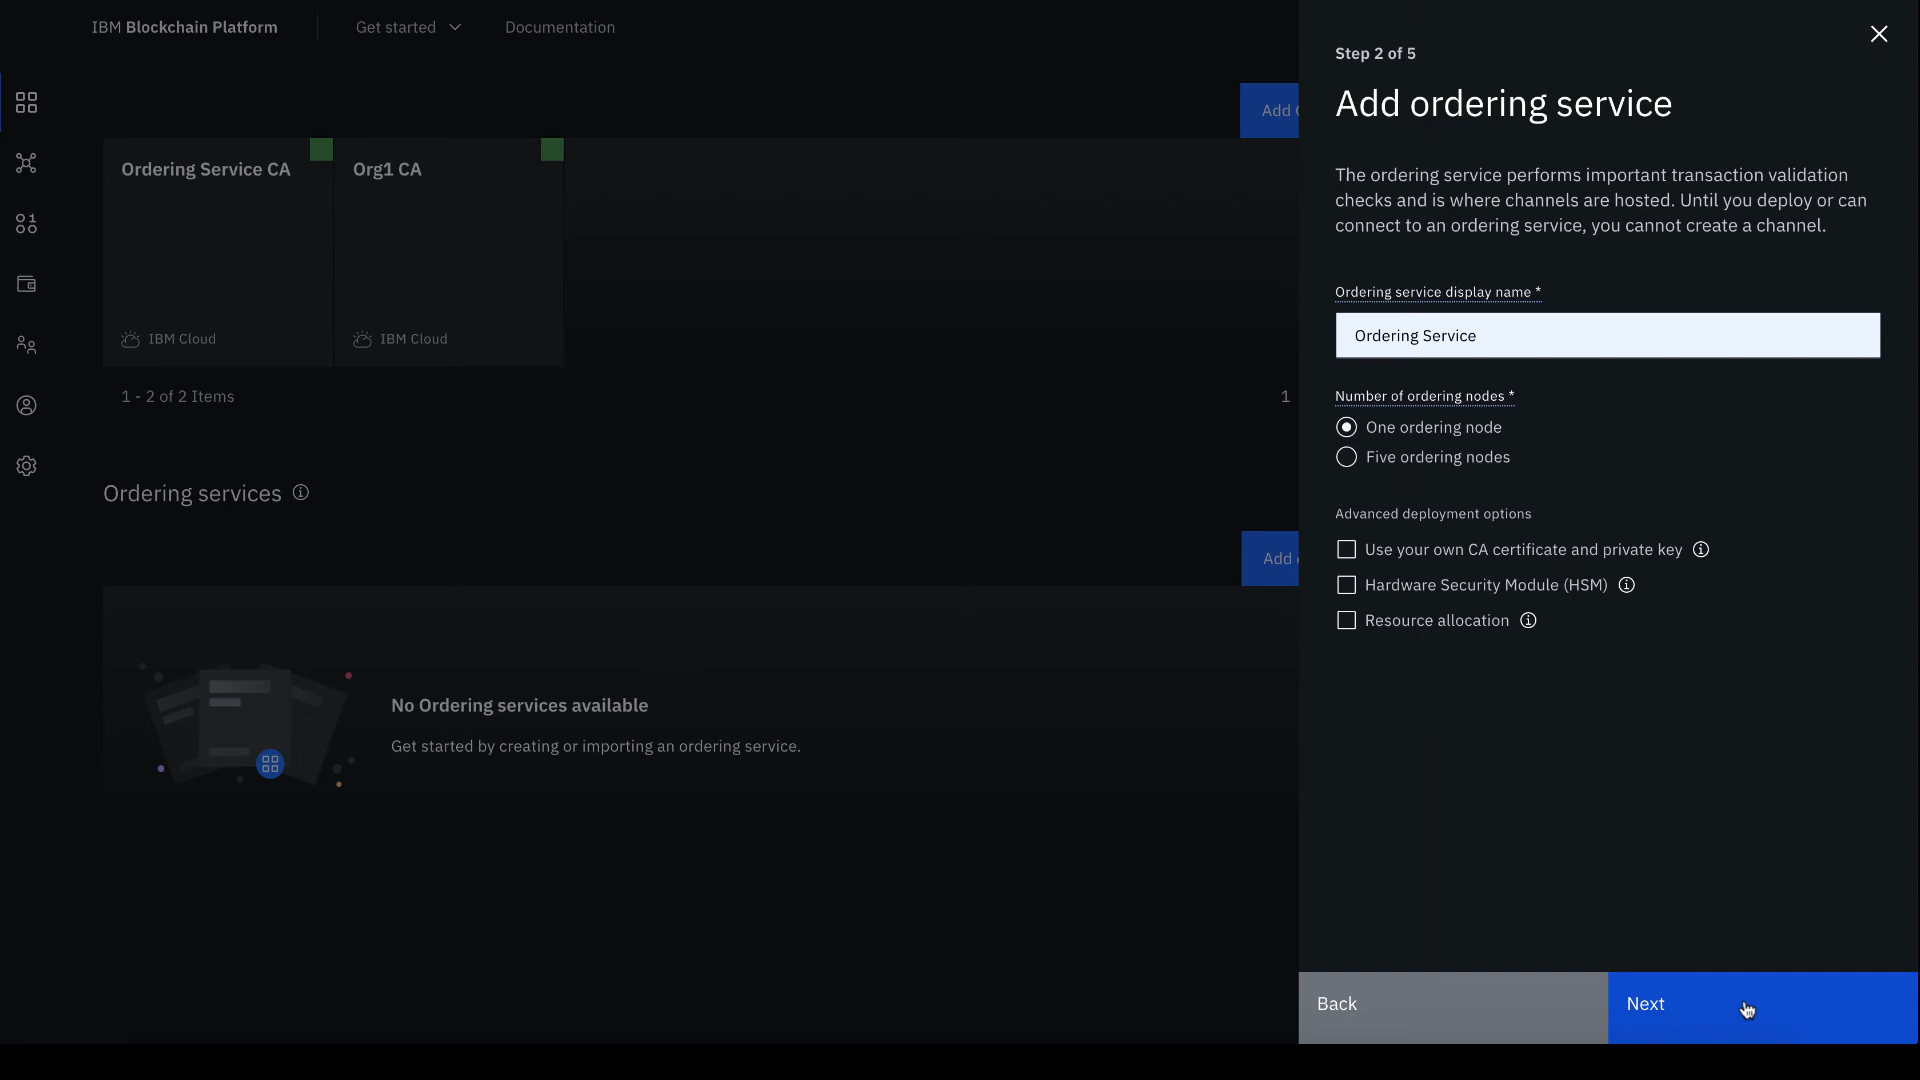 IBM Blockchain Platform
Get started
Documentation
Add
Ordering Service CA
Org1 CA
IBM Cloud
IBM Cloud
1 - 2 of 2 Items
1
Ordering services
Add
No Ordering services available
Get started by creating or importing an ordering service.
Step 2 of 5
Add ordering service
The ordering service performs important transaction validation
checks and is where channels are hosted. Until you deploy or can
connect to an ordering service, you cannot create a channel.
Ordering service display name *
Ordering Service
Number of ordering nodes *
One ordering node
Five ordering nodes
Advanced deployment options
Use your own CA certificate and private key
Hardware Security Module (HSM)
Resource allocation
Back
Next